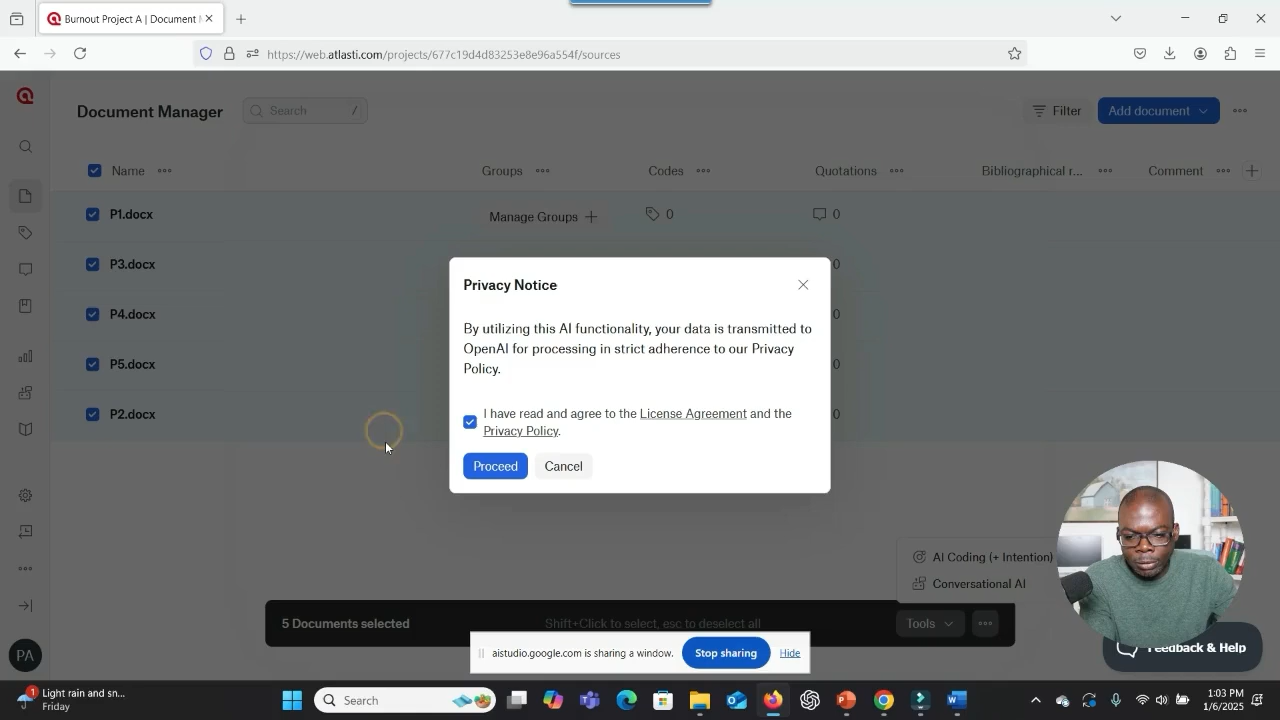 Burnout Project A | Document
https://web.atlasti.com/projects/677c19d4d83253e8e96a554f/sources
Document Manager
Search /
Filter
Add document
Name
Groups
Codes
Quotations
Bibliographical r...
Comment
P1.docx
Manage Groups
0
0
P3.docx
0
P4.docx
0
P5.docx
0
P2.docx
0
Privacy Notice
By utilizing this AI functionality, your data is transmitted to
OpenAI for processing in strict adherence to our Privacy
Policy.
I have read and agree to the License Agreement and the
Privacy Policy.
Proceed
Cancel
AI Coding (+ Intention)
Conversational AI
5 Documents selected
Shift+Click to select, esc to deselect all
Tools
aistudio.google.com is sharing a window.
Stop sharing
Hide
Feedback & Help
PA
1
Light rain and sn...
Friday
Search
1:03 PM
1/6/2025